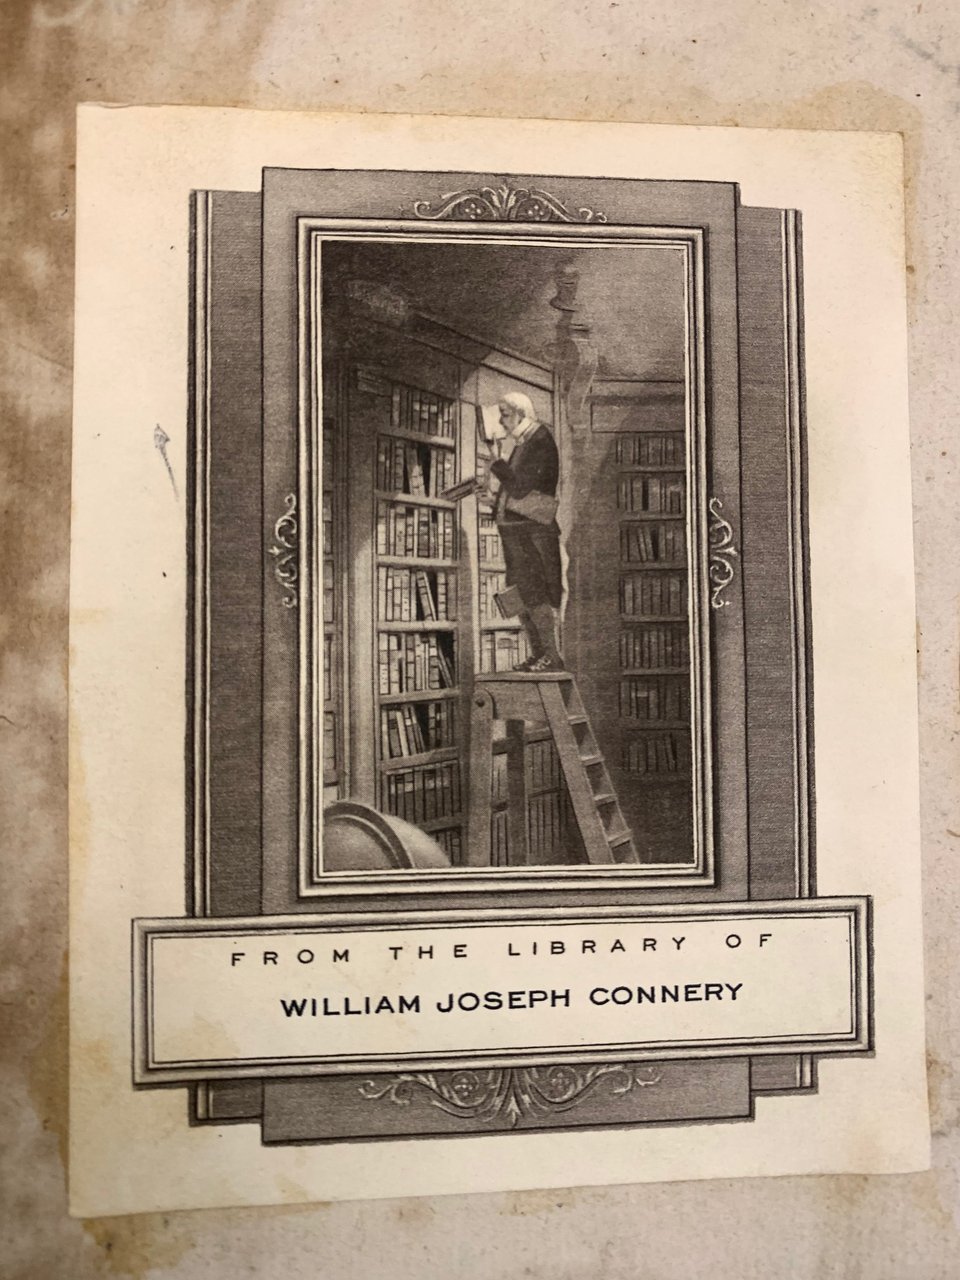 FROM THE LIBRARY OF
WILLIAM JOSEPH CONNERY